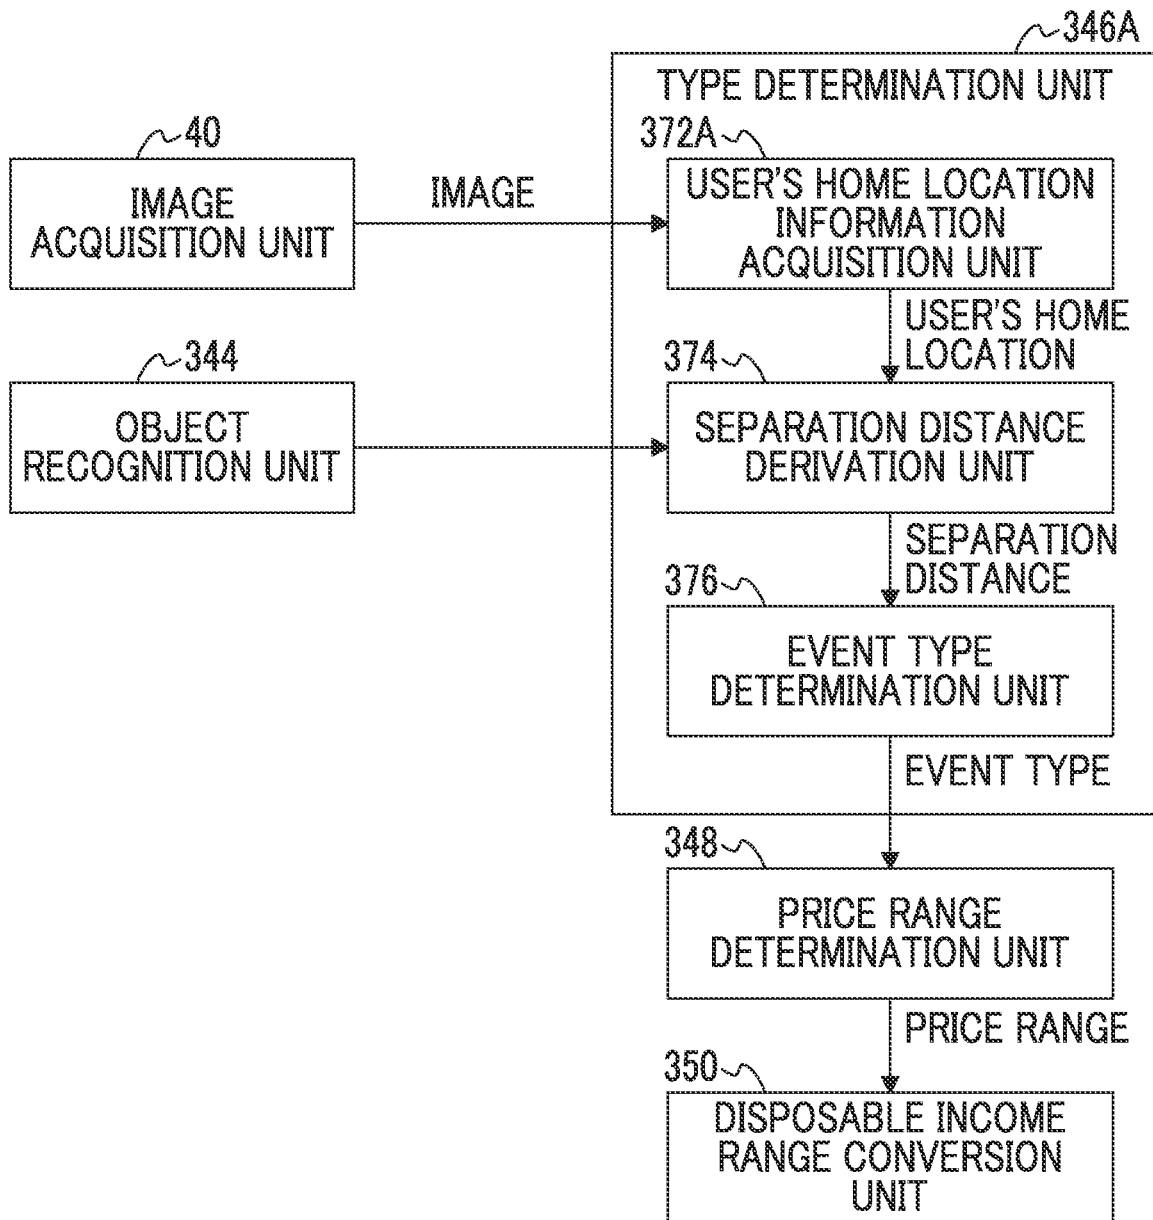 346A
TYPE DETERMINATION UNIT
40
IMAGE
ACQUISITION UNIT
IMAGE
372A
USER'S HOME LOCATION
INFORMATION
ACQUISITION UNIT
USER'S HOME
LOCATION
344
OBJECT
RECOGNITION UNIT
374
SEPARATION DISTANCE
DERIVATION UNIT
SEPARATION
DISTANCE
376
EVENT TYPE
DETERMINATION UNIT
EVENT TYPE
348
PRICE RANGE
DETERMINATION UNIT
PRICE RANGE
350
DISPOSABLE INCOME
RANGE CONVERSION
UNIT